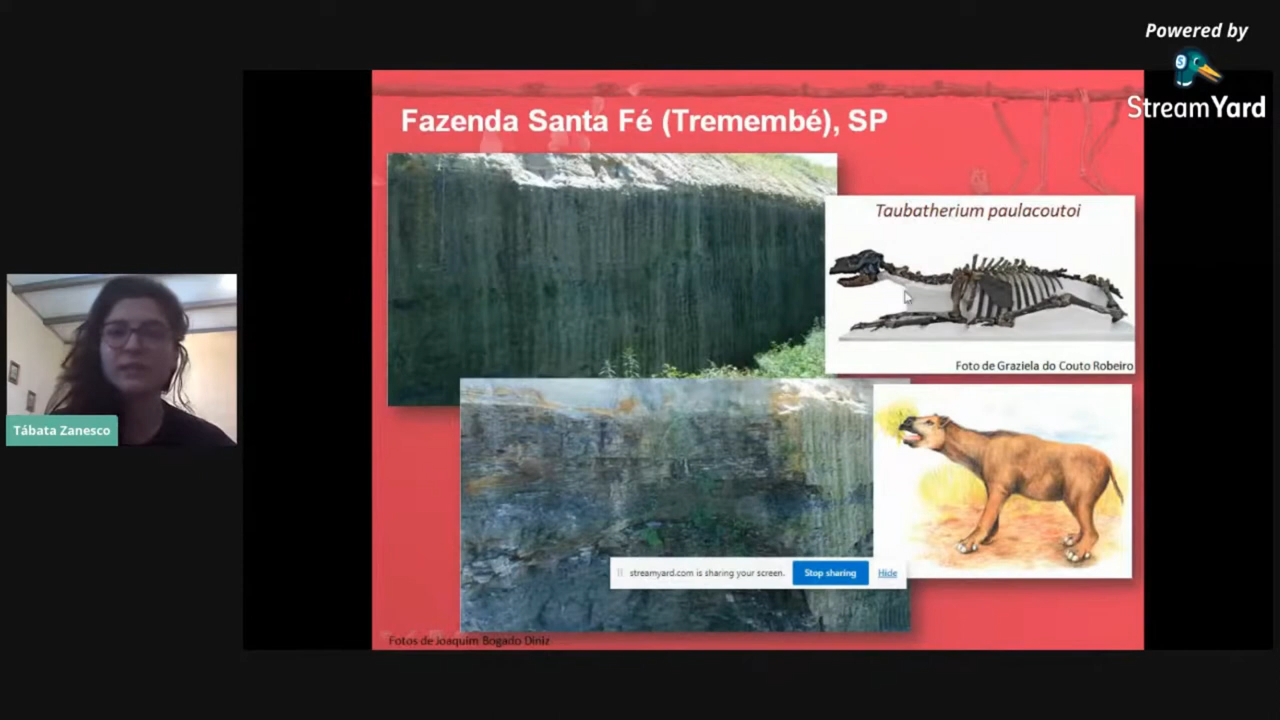 Powered by
StreamYard
Fazenda Santa Fé (Tremembé), SP
Taubatherium paulacoutoi
Foto de Graziela do Couto Robeiro
Tábata Zanesco
streamyard.com is sharing your screen.
Stop sharing
Hide
Fotos de Joaquim Bogado Diniz